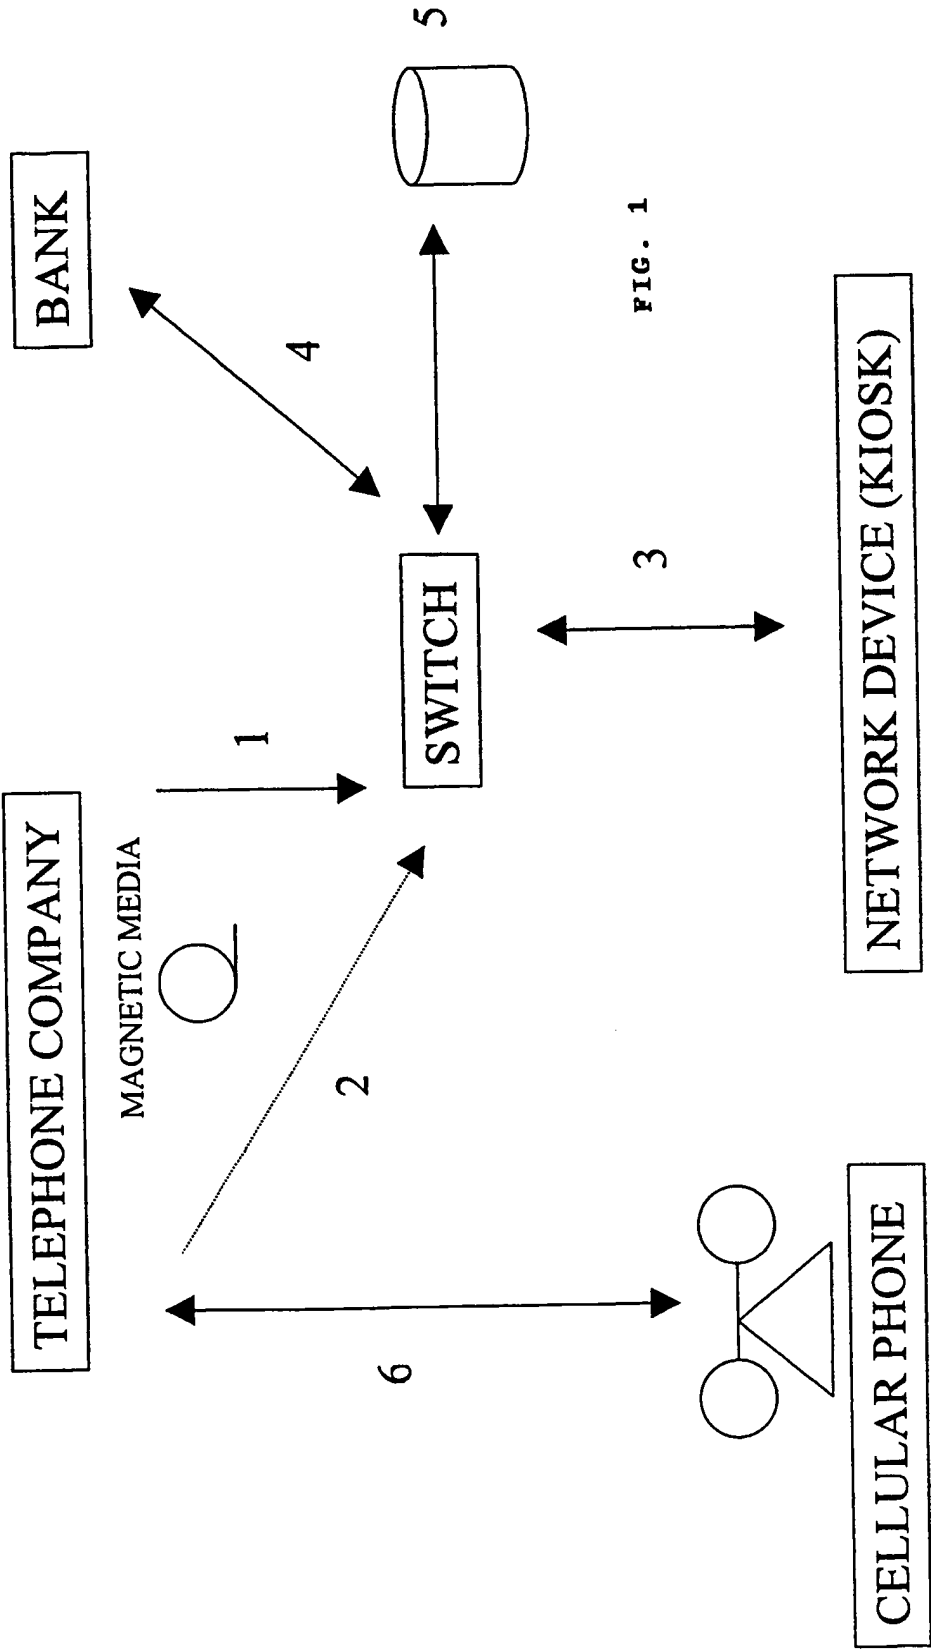 TELEPHONE COMPANY
BANK
MAGNETIC MEDIA
1
4
2
5
SWITCH
6
3
FIG. 1
CELLULAR PHONE
NETWORK DEVICE (KIOSK)